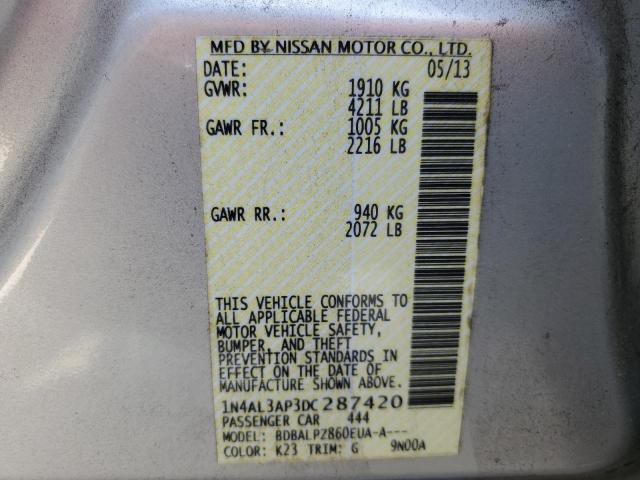 MFD BY NISSAN MOTOR CO., LTD.
DATE: 05/13
GVWR: 1910 KG
4211 LB
GAWR FR.: 1005 KG
2216 LB
GAWR RR.: 940 KG
2072 LB
THIS VEHICLE CONFORMS TO
ALL APPLICABLE FEDERAL
MOTOR VEHICLE SAFETY,
BUMPER, AND THEFT
PREVENTION STANDARDS IN
EFFECT ON THE DATE OF
MANUFACTURE SHOWN ABOVE.
1N4AL3AP3DC287420
PASSENGER CAR 444
MODEL: BDBALPZ860EUA-A---
COLOR: K23 TRIM: G 9N00A